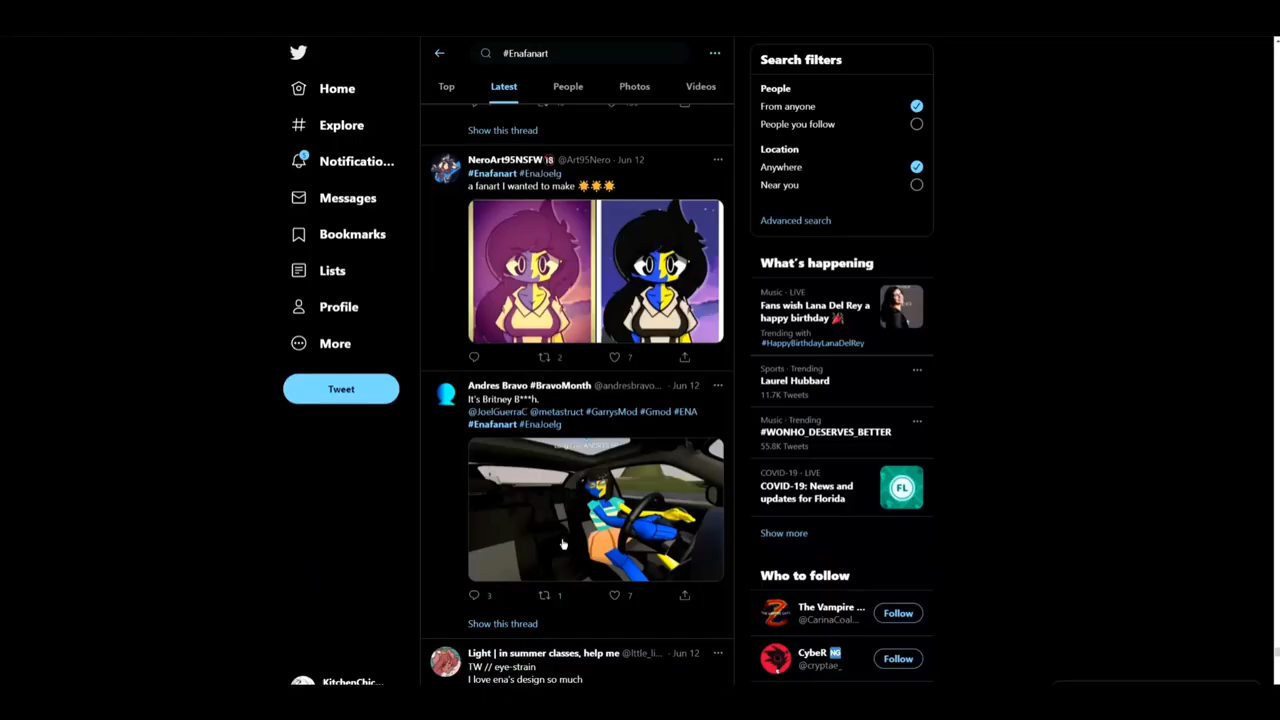 #Enafanart
Top
Latest
People
Photos
Videos
Home
Explore
Notificatio...
Messages
Bookmarks
Lists
Profile
More
Tweet
KitchenChic...
Show this thread
NeroArt95NSFW🔞 @Art95Nero · Jun 12
#Enafanart #EnaJoelg
a fanart I wanted to make ☀️☀️☀️
2
7
Andres Bravo #BravoMonth @andresbravo... · Jun 12
It's Britney B***h.
@JoelGuerraC @metastruct #GarrysMod #Gmod #ENA
#Enafanart #EnaJoelg
3
1
7
Show this thread
Light | in summer classes, help me @lttle_li... · Jun 12
TW // eye-strain
I love ena's design so much
Search filters
People
From anyone
People you follow
Location
Anywhere
Near you
Advanced search
What's happening
Music · LIVE
Fans wish Lana Del Rey a
happy birthday 🎉
Trending with
#HappyBirthdayLanaDelRey
Sports · Trending
Laurel Hubbard
11.7K Tweets
Music · Trending
#WONHO_DESERVES_BETTER
55.8K Tweets
COVID-19 · LIVE
COVID-19: News and
updates for Florida
FL
Show more
Who to follow
The Vampire ...
@CarinaCoal...
Follow
CybeR 🆖
@cryptae_
Follow